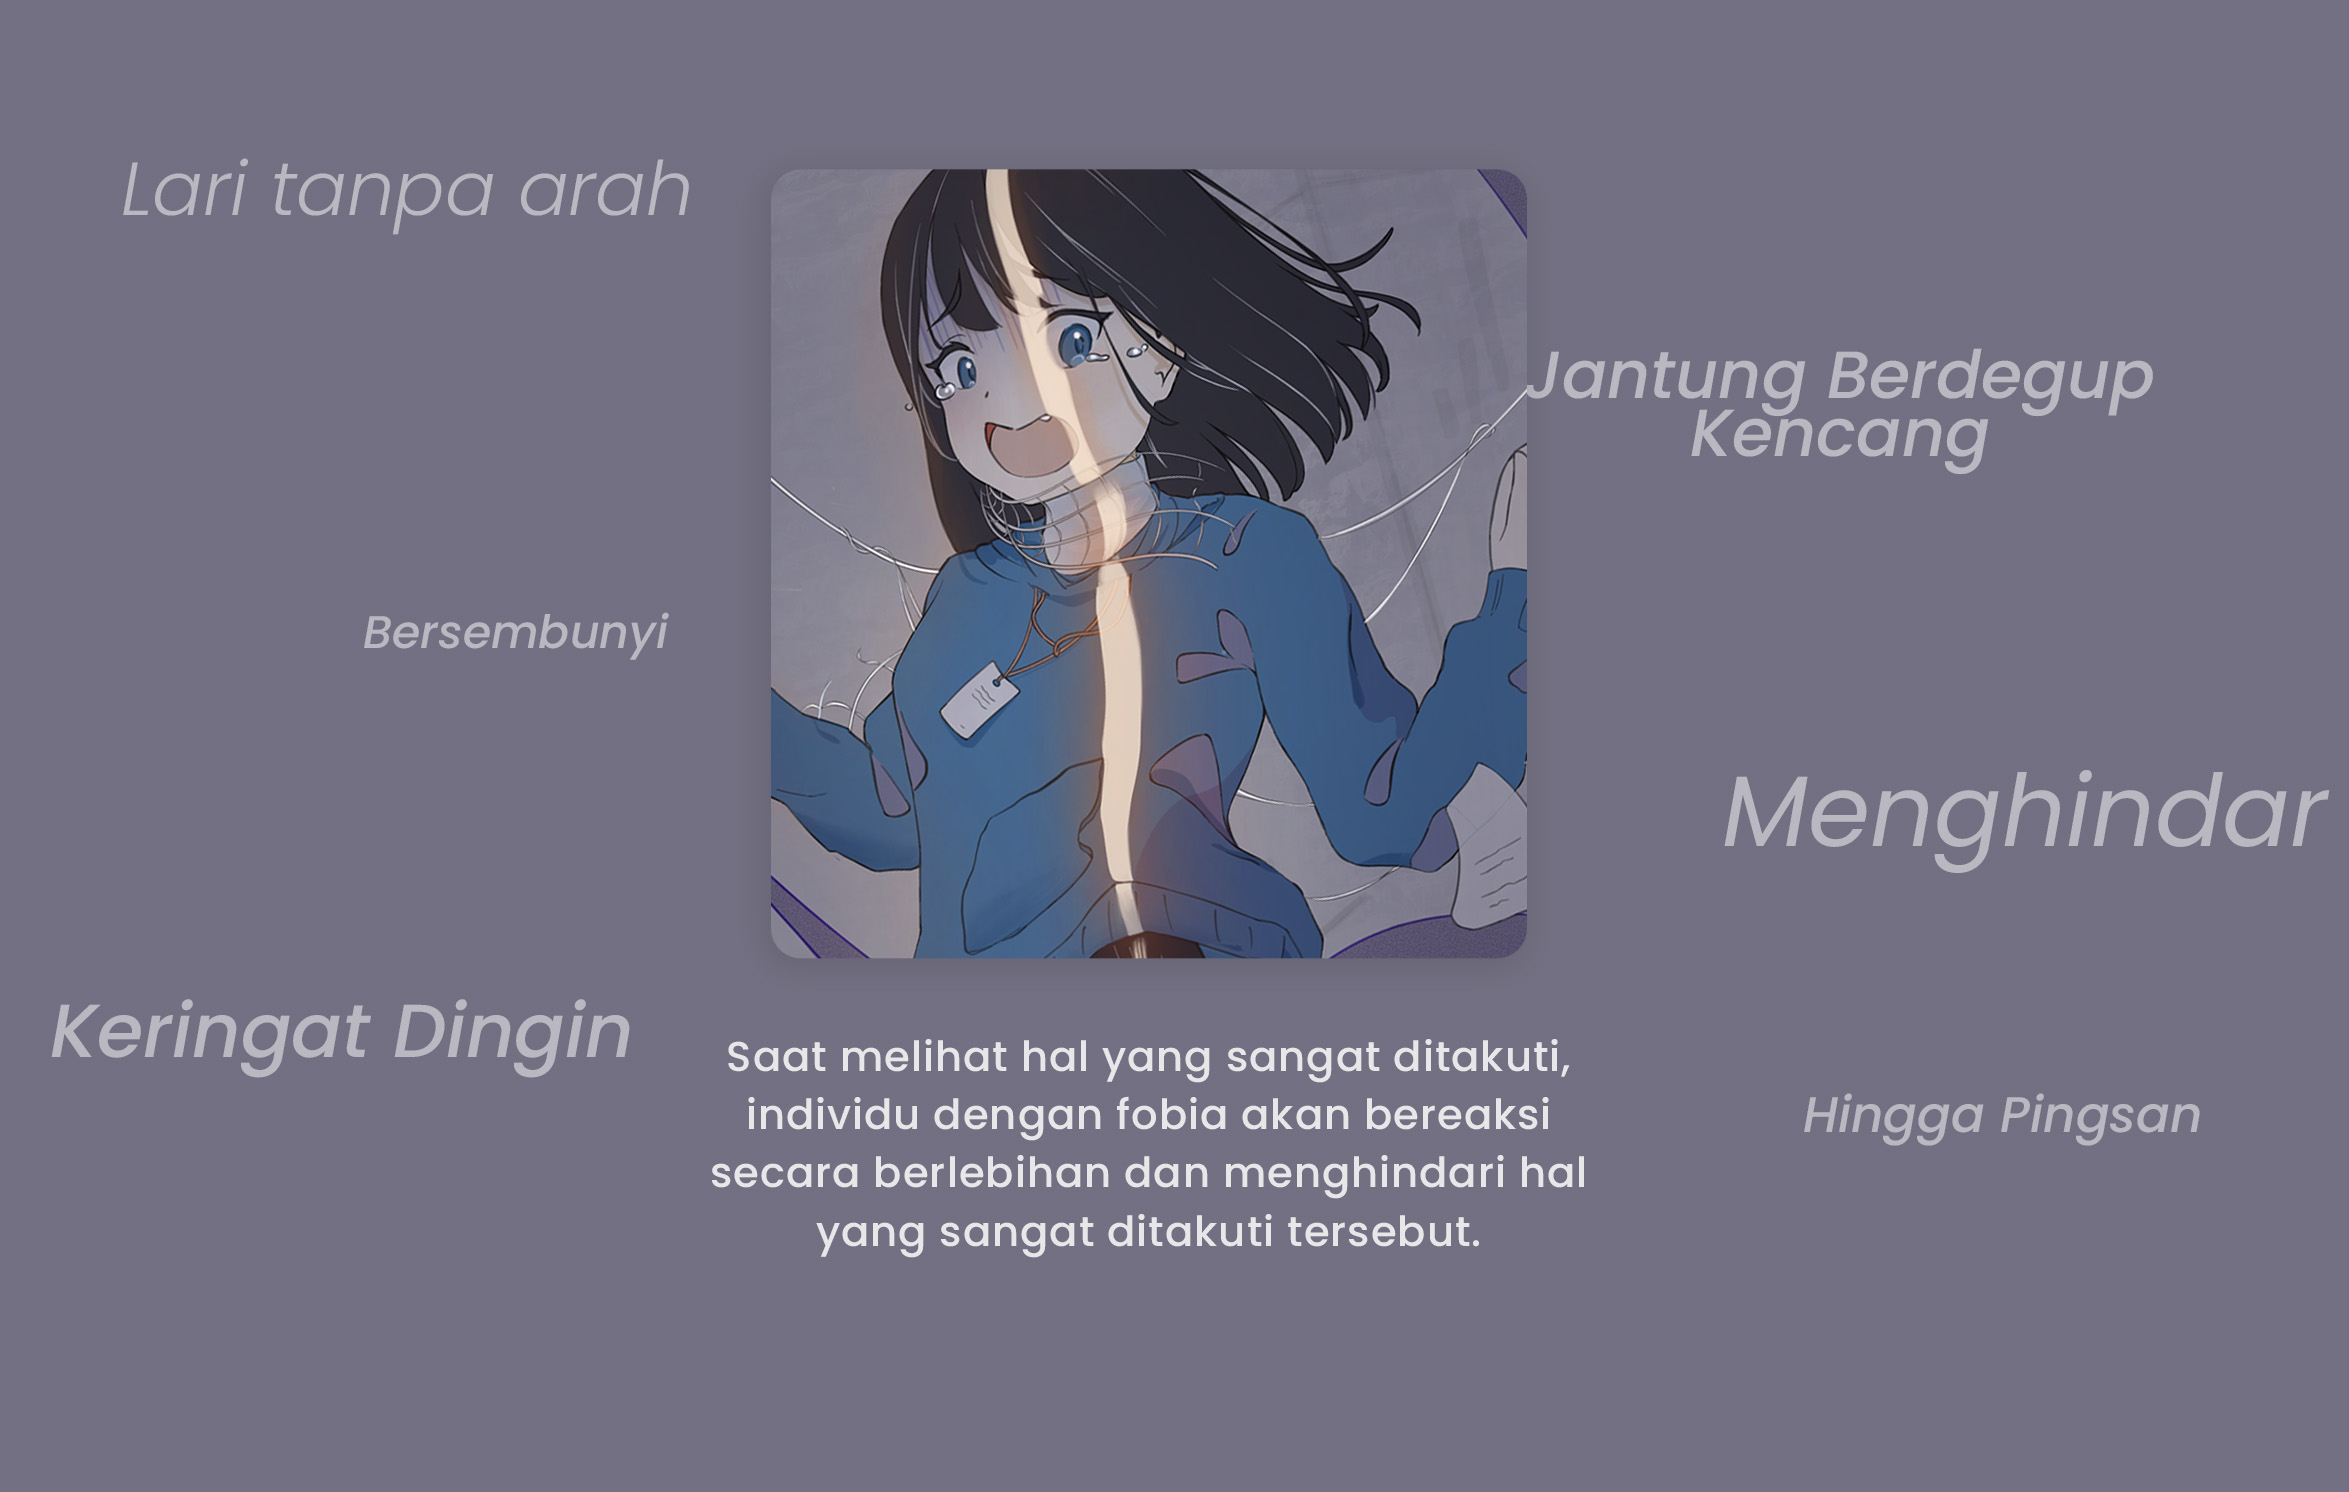 Lari tanpa arah
Jantung Berdegup
Kencang
Bersembunyi
Menghindar
Keringat Dingin
Saat melihat hal yang sangat ditakuti,
individu dengan fobia akan bereaksi
secara berlebihan dan menghindari hal
yang sangat ditakuti tersebut.
Hingga Pingsan